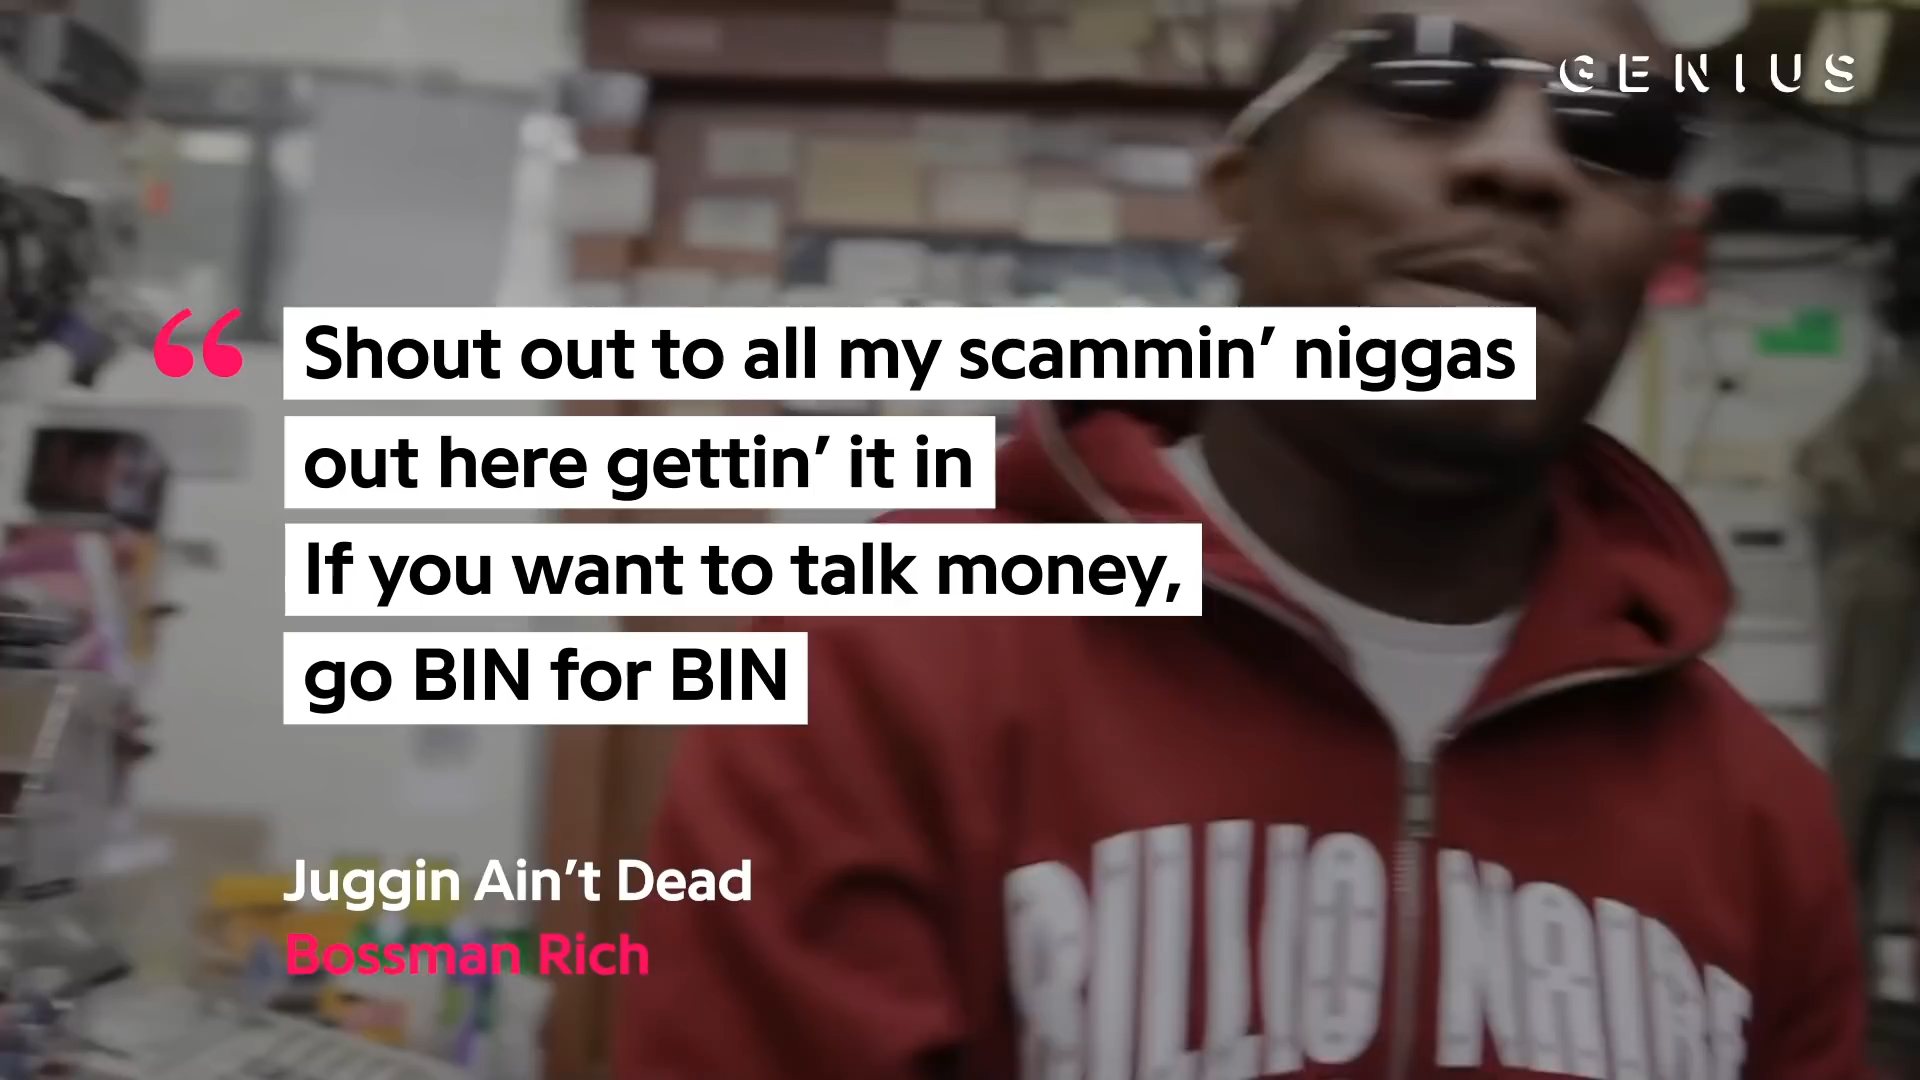 GENIUS
“ Shout out to all my scammin’ niggas
out here gettin’ it in
If you want to talk money,
go BIN for BIN
Juggin Ain’t Dead
Bossman Rich
BILLIONAIRE